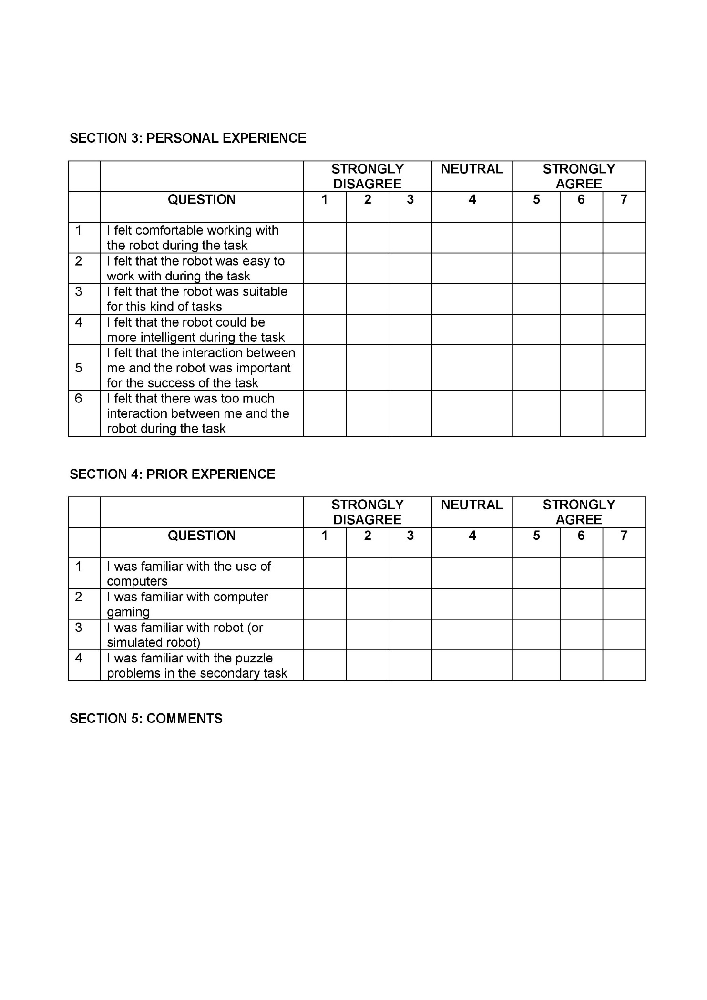 SECTION 3: PERSONAL EXPERIENCE
STRONGLY DISAGREE NEUTRAL STRONGLY AGREE
QUESTION 1 2 3 4 5 6 7
1 I felt comfortable working with
the robot during the task
2 I felt that the robot was easy to
work with during the task
3 I felt that the robot was suitable
for this kind of tasks
4 I felt that the robot could be
more intelligent during the task
I felt that the interaction between
5 me and the robot was important
for the success of the task
6 I felt that there was too much
interaction between me and the
robot during the task
SECTION 4: PRIOR EXPERIENCE
STRONGLY DISAGREE NEUTRAL STRONGLY AGREE
QUESTION 1 2 3 4 5 6 7
1 I was familiar with the use of
computers
2 I was familiar with computer
gaming
3 I was familiar with robot (or
simulated robot)
4 I was familiar with the puzzle
problems in the secondary task
SECTION 5: COMMENTS